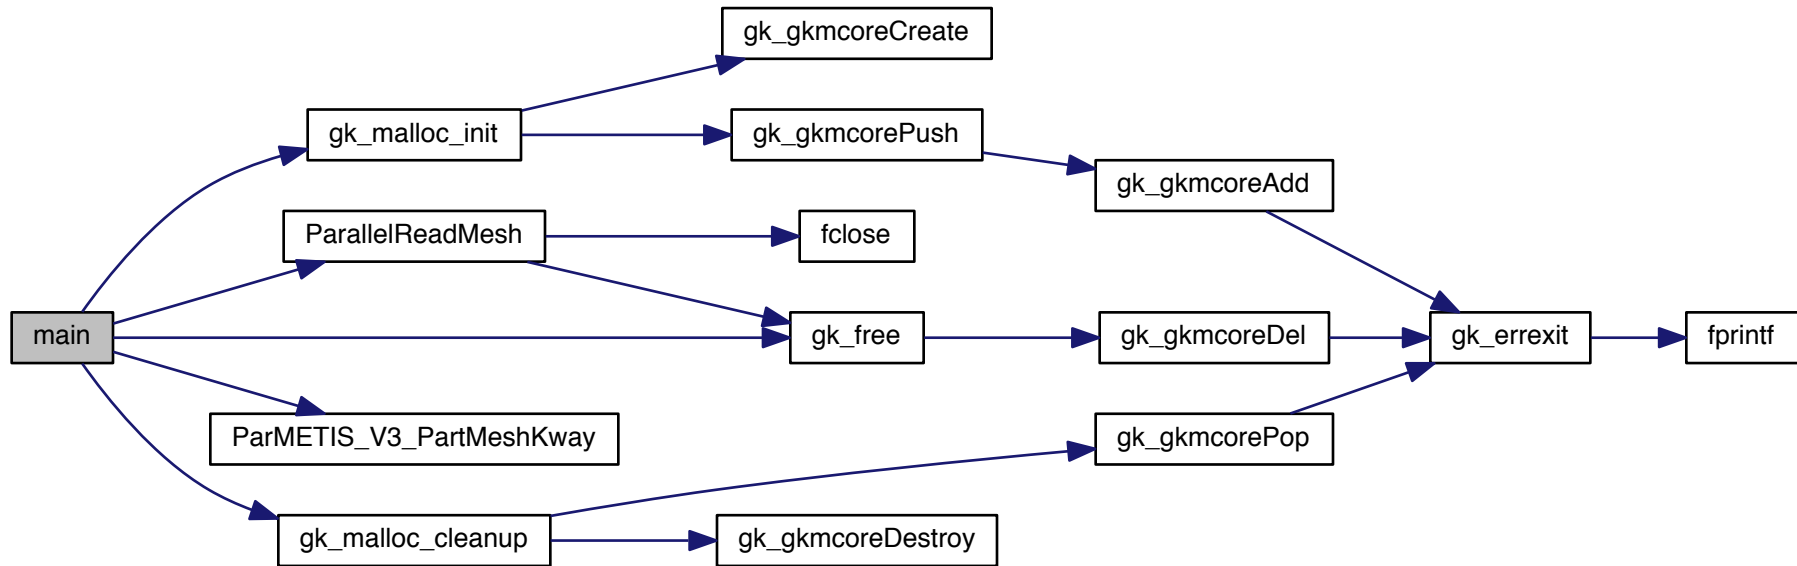 gk_gkmcoreCreate
gk_malloc_init
gk_gkmcorePush
gk_gkmcoreAdd
ParallelReadMesh
fclose
main
gk_free
gk_gkmcoreDel
gk_errexit
fprintf
ParMETIS_V3_PartMeshKway
gk_gkmcorePop
gk_malloc_cleanup
gk_gkmcoreDestroy